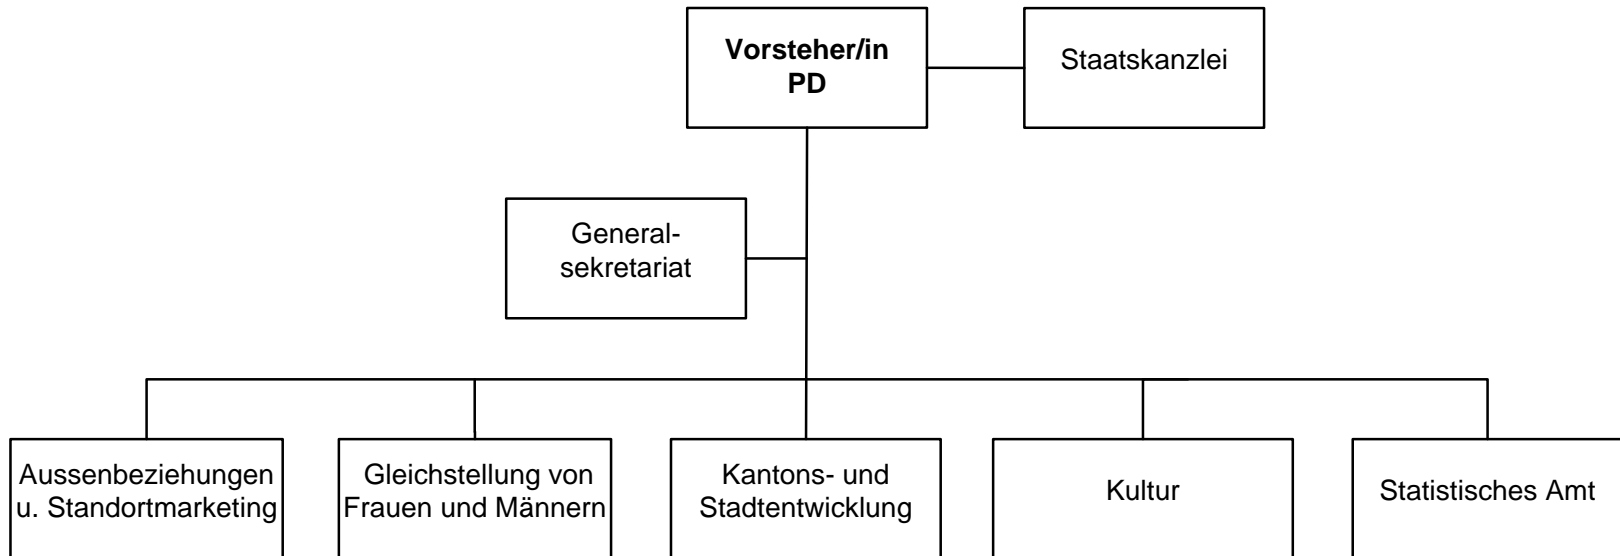 Vorsteher/in
PD
Staatskanzlei
General-
sekretariat
Aussenbeziehungen
u. Standortmarketing
Gleichstellung von
Frauen und Männern
Kantons- und
Stadtentwicklung
Kultur
Statistisches Amt